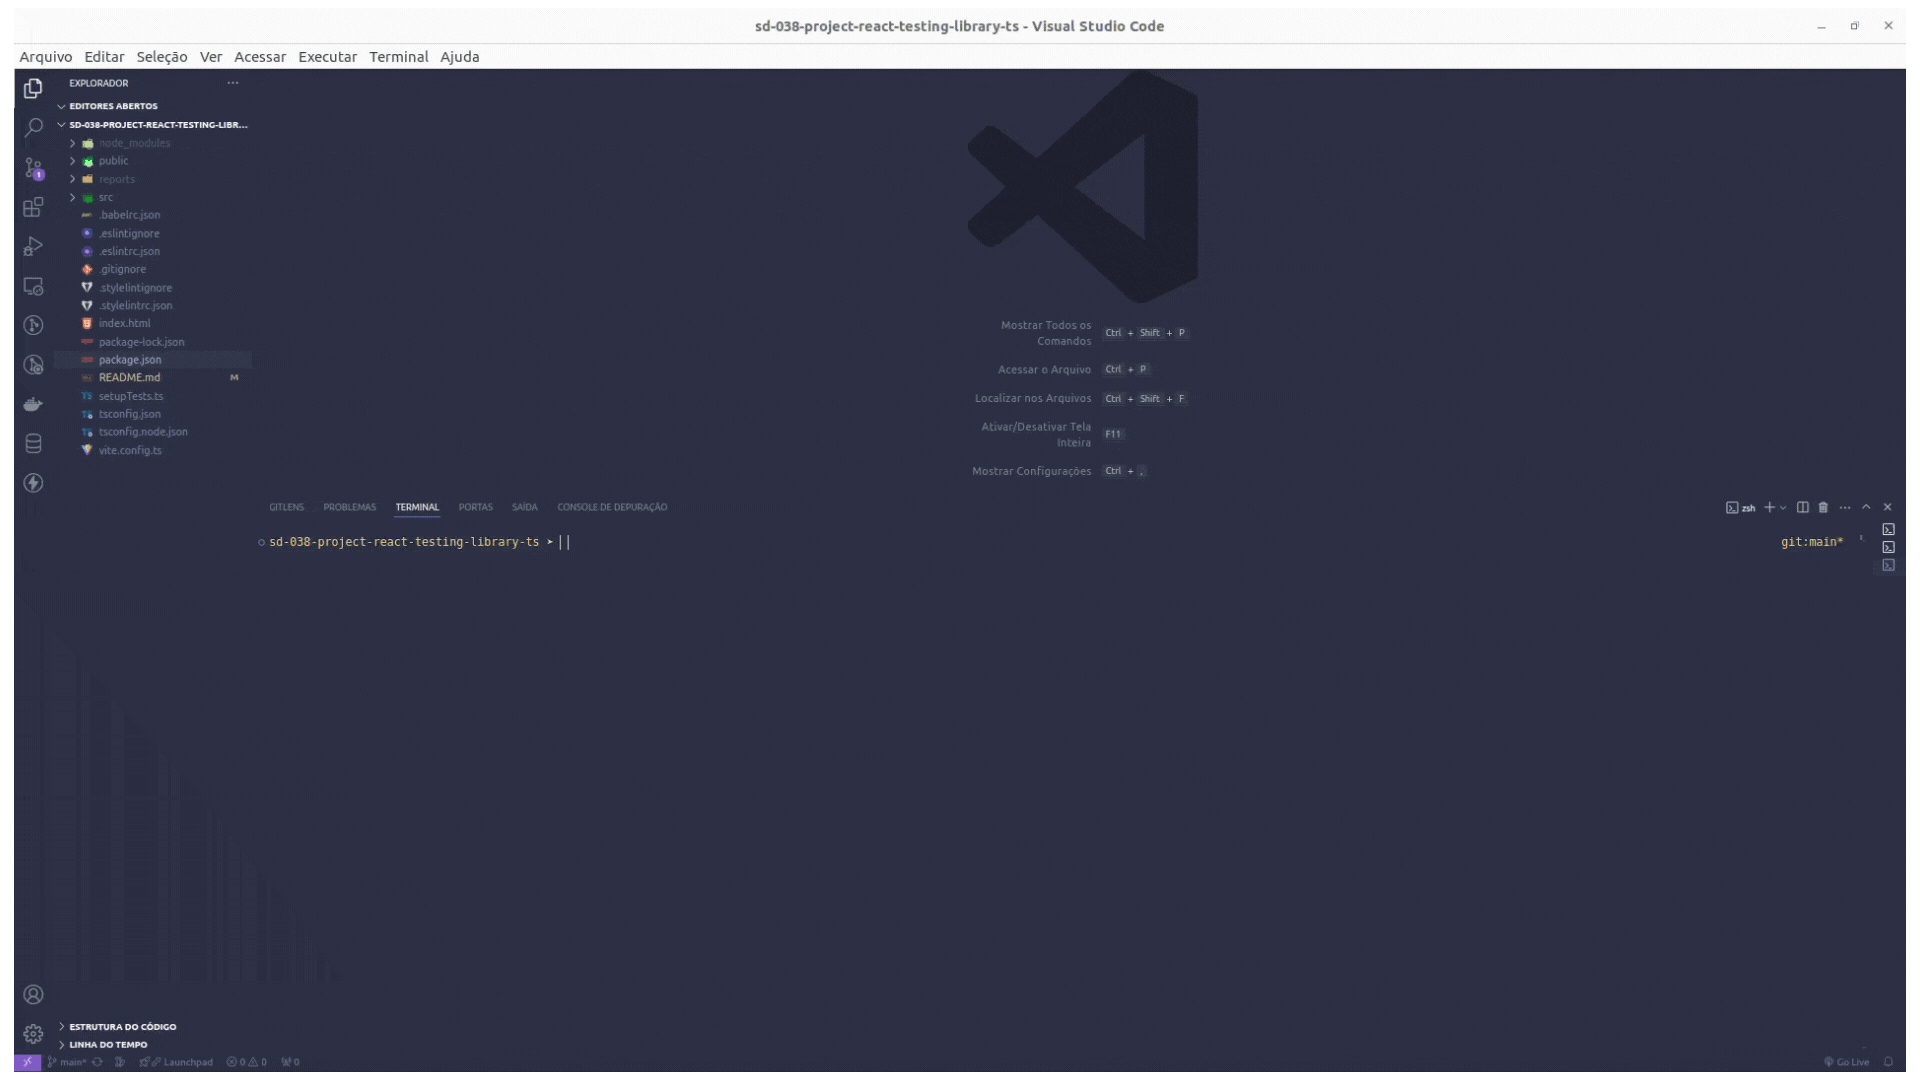 sd-038-project-react-testing-library-ts - Visual Studio Code
Arquivo Editar Seleção Ver Acessar Executar Terminal Ajuda
EXPLORADOR
EDITORES ABERTOS
SD-038-PROJECT-REACT-TESTING-LIBR...
node_modules
public
reports
src
.babelrc.json
.eslintignore
.eslintrc.json
.gitignore
.stylelintignore
.stylelintrc.json
index.html
package-lock.json
package.json
README.md M
setupTests.ts
tsconfig.json
tsconfig.node.json
vite.config.ts
1
Mostrar Todos os
Comandos
Ctrl + Shift + P
Acessar o Arquivo Ctrl + P
Localizar nos Arquivos Ctrl + Shift + F
Ativar/Desativar Tela
Inteira
F11
Mostrar Configurações Ctrl + ,
GITLENS PROBLEMAS TERMINAL PORTAS SAÍDA CONSOLE DE DEPURAÇÃO
zsh
sd-038-project-react-testing-library-ts ➤
git:main*
ESTRUTURA DO CÓDIGO
LINHA DO TEMPO
main* Launchpad 0 0 0
Go Live